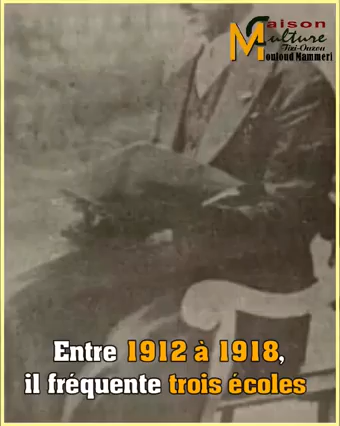 Maison
Culture
Tizi-Ouzou
Mouloud Mammeri
Entre 1912 à 1918,
il fréquente trois écoles